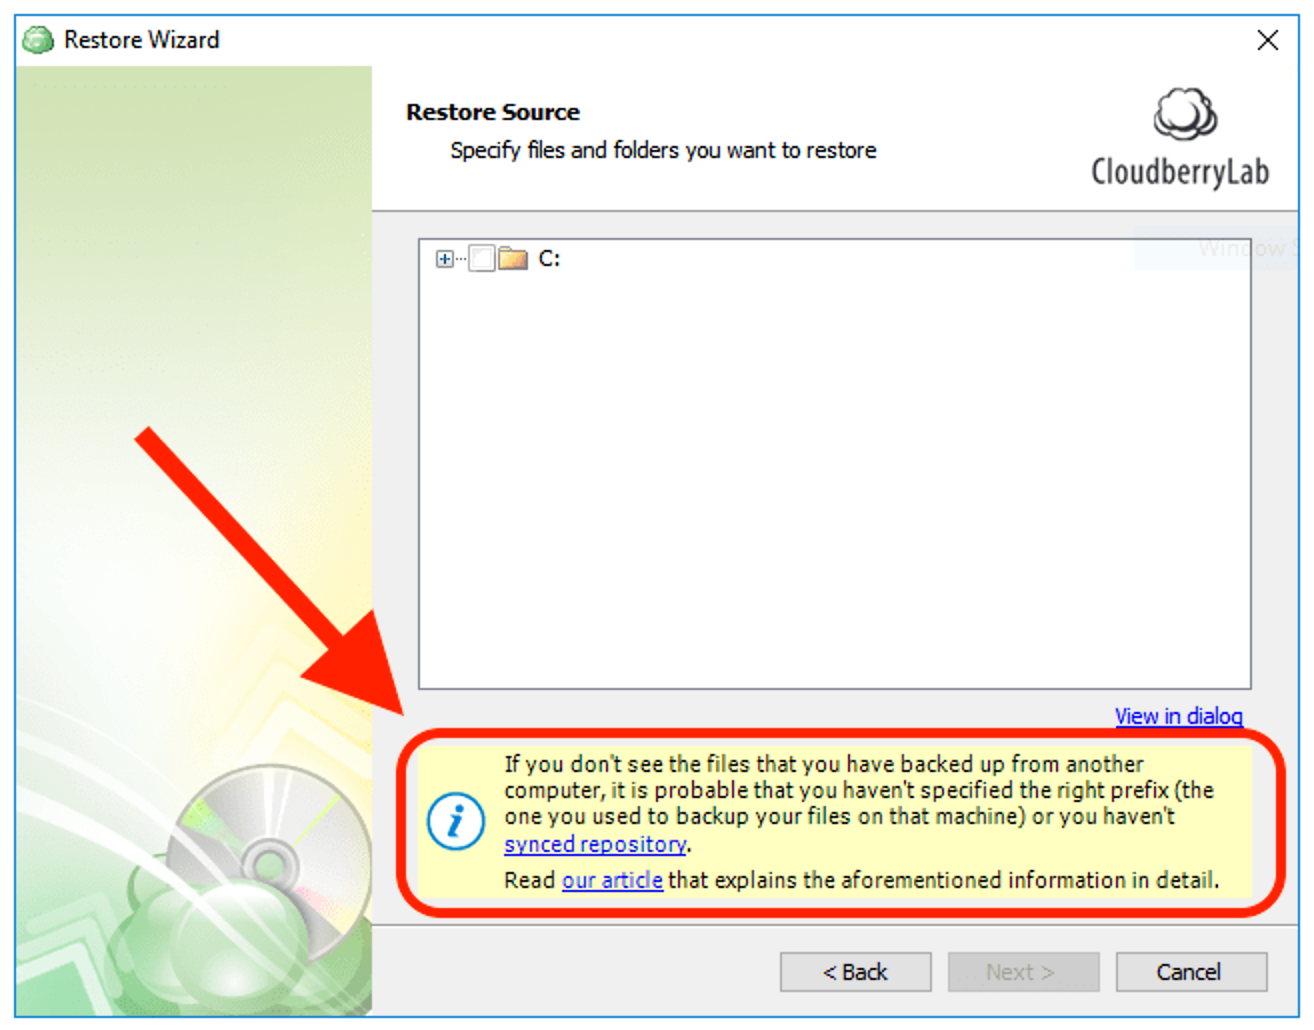 Restore Wizard
Restore Source
Specify files and folders you want to restore
CloudberryLab
C:
Window S
View in dialog
If you don't see the files that you have backed up from another
computer, it is probable that you haven't specified the right prefix (the
one you used to backup your files on that machine) or you haven't
synced repository.
Read our article that explains the aforementioned information in detail.
< Back
Next >
Cancel